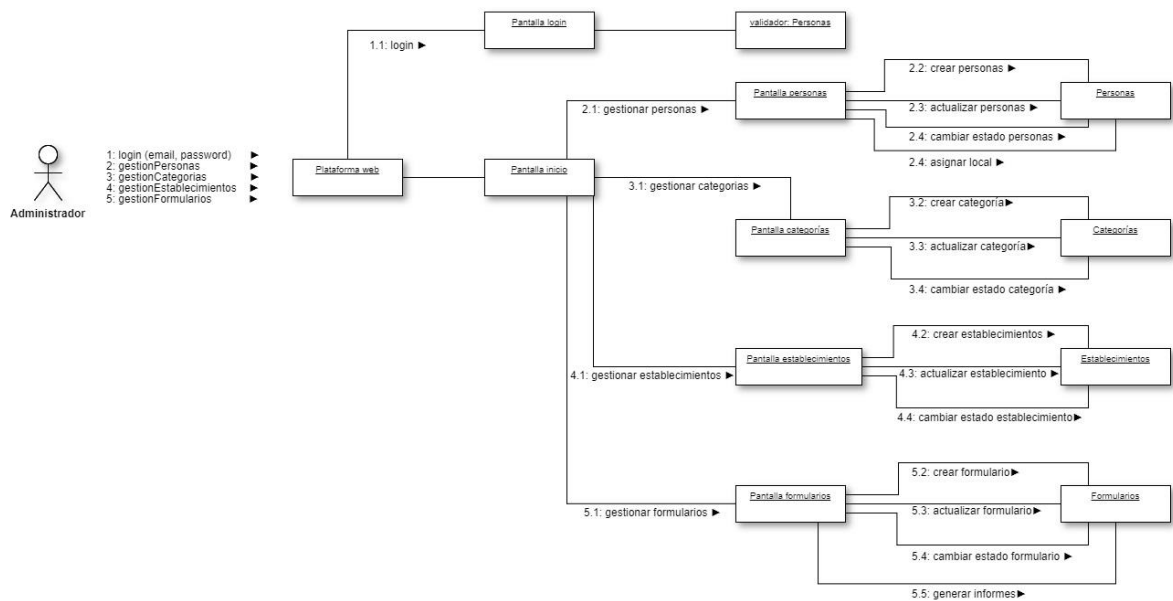 Pantalla login
validador: Personas
1.1: login ►
2.2: crear personas ►
Pantalla personas
Personas
2.1: gestionar personas ►
2.3: actualizar personas ►
2.4: cambiar estado personas ►
2.4: asignar local ►
1: login (email, password) ►
2: gestionPersonas ►
3: gestionCategorias ►
4: gestionEstablecimientos ►
5: gestionFormularios ►
Administrador
Plataforma web
Pantalla inicio
3.1: gestionar categorias ►
3.2: crear categoría ►
Pantalla categorías
Categorías
3.3: actualizar categoría ►
3.4: cambiar estado categoría ►
4.2: crear establecimientos ►
Pantalla establecimientos
Establecimientos
4.1: gestionar establecimientos ►
4.3: actualizar establecimiento ►
4.4: cambiar estado establecimiento►
5.2: crear formulario►
Pantalla formularios
Formularios
5.1: gestionar formularios ►
5.3: actualizar formulario►
5.4: cambiar estado formulario ►
5.5: generar informes►